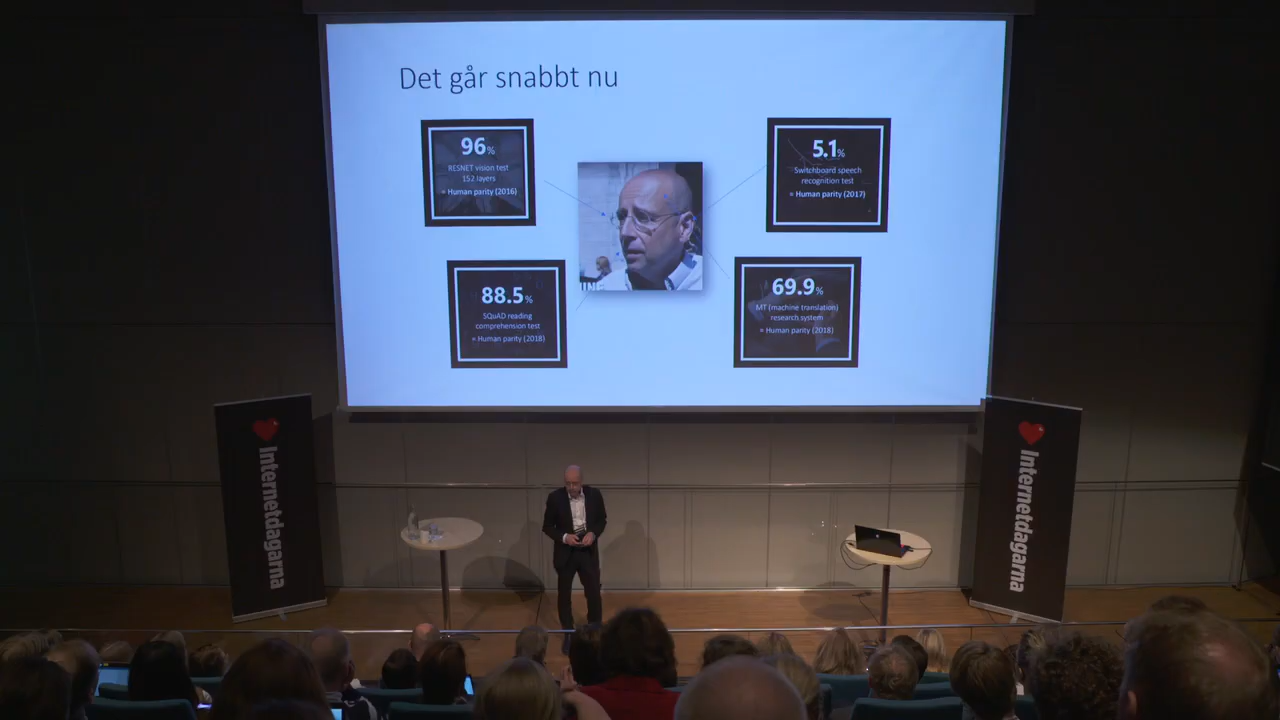 Det går snabbt nu
96%
RESNET vision test
152 layers
= Human parity (2016)
5.1%
Switchboard speech
recognition test
= Human parity (2017)
88.5%
SQuAD reading
comprehension test
= Human parity (2018)
69.9%
MT (machine translation)
research system
= Human parity (2018)
Internetdagarna
Internetdagarna